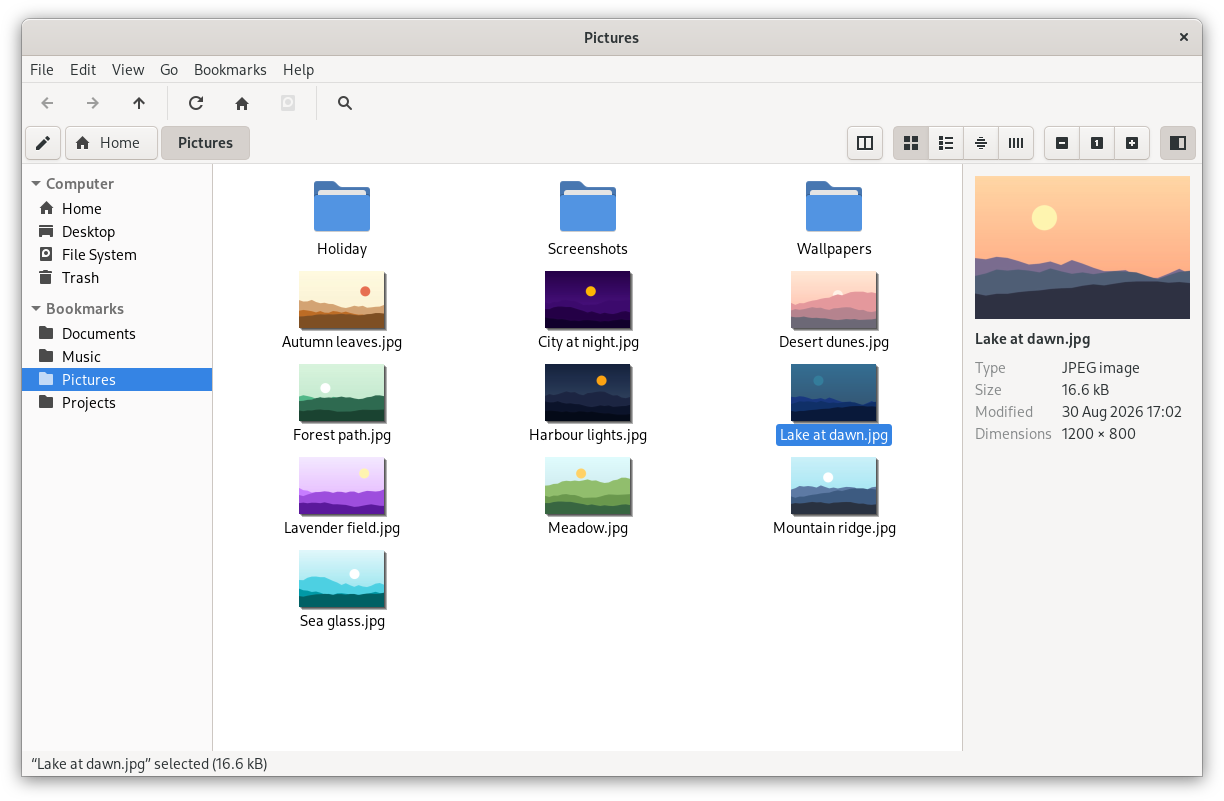 Pictures
File Edit View Go Bookmarks Help
Home Pictures
1
Computer
Home
Desktop
File System
Trash
Bookmarks
Documents
Music
Pictures
Projects
Holiday Screenshots Wallpapers
Autumn leaves.jpg City at night.jpg Desert dunes.jpg
Forest path.jpg Harbour lights.jpg Lake at dawn.jpg
Lavender field.jpg Meadow.jpg Mountain ridge.jpg
Sea glass.jpg
Lake at dawn.jpg
Type JPEG image
Size 16.6 kB
Modified 30 Aug 2026 17:02
Dimensions 1200 × 800
“Lake at dawn.jpg” selected (16.6 kB)